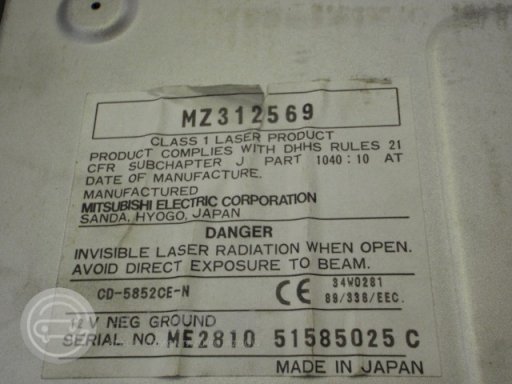 MZ312569
CLASS 1 LASER PRODUCT
PRODUCT COMPLIES WITH DHHS RULES 21
CFR SUBCHAPTER J PART 1040:10 AT
DATE OF MANUFACTURE.
MANUFACTURED
MITSUBISHI ELECTRIC CORPORATION
SANDA, HYOGO, JAPAN
DANGER
INVISIBLE LASER RADIATION WHEN OPEN.
AVOID DIRECT EXPOSURE TO BEAM.
CD-5852CE-N CE 34W0281
89/336/EEC.
12V NEG GROUND
SERIAL NO. ME2810 51585025 C
MADE IN JAPAN